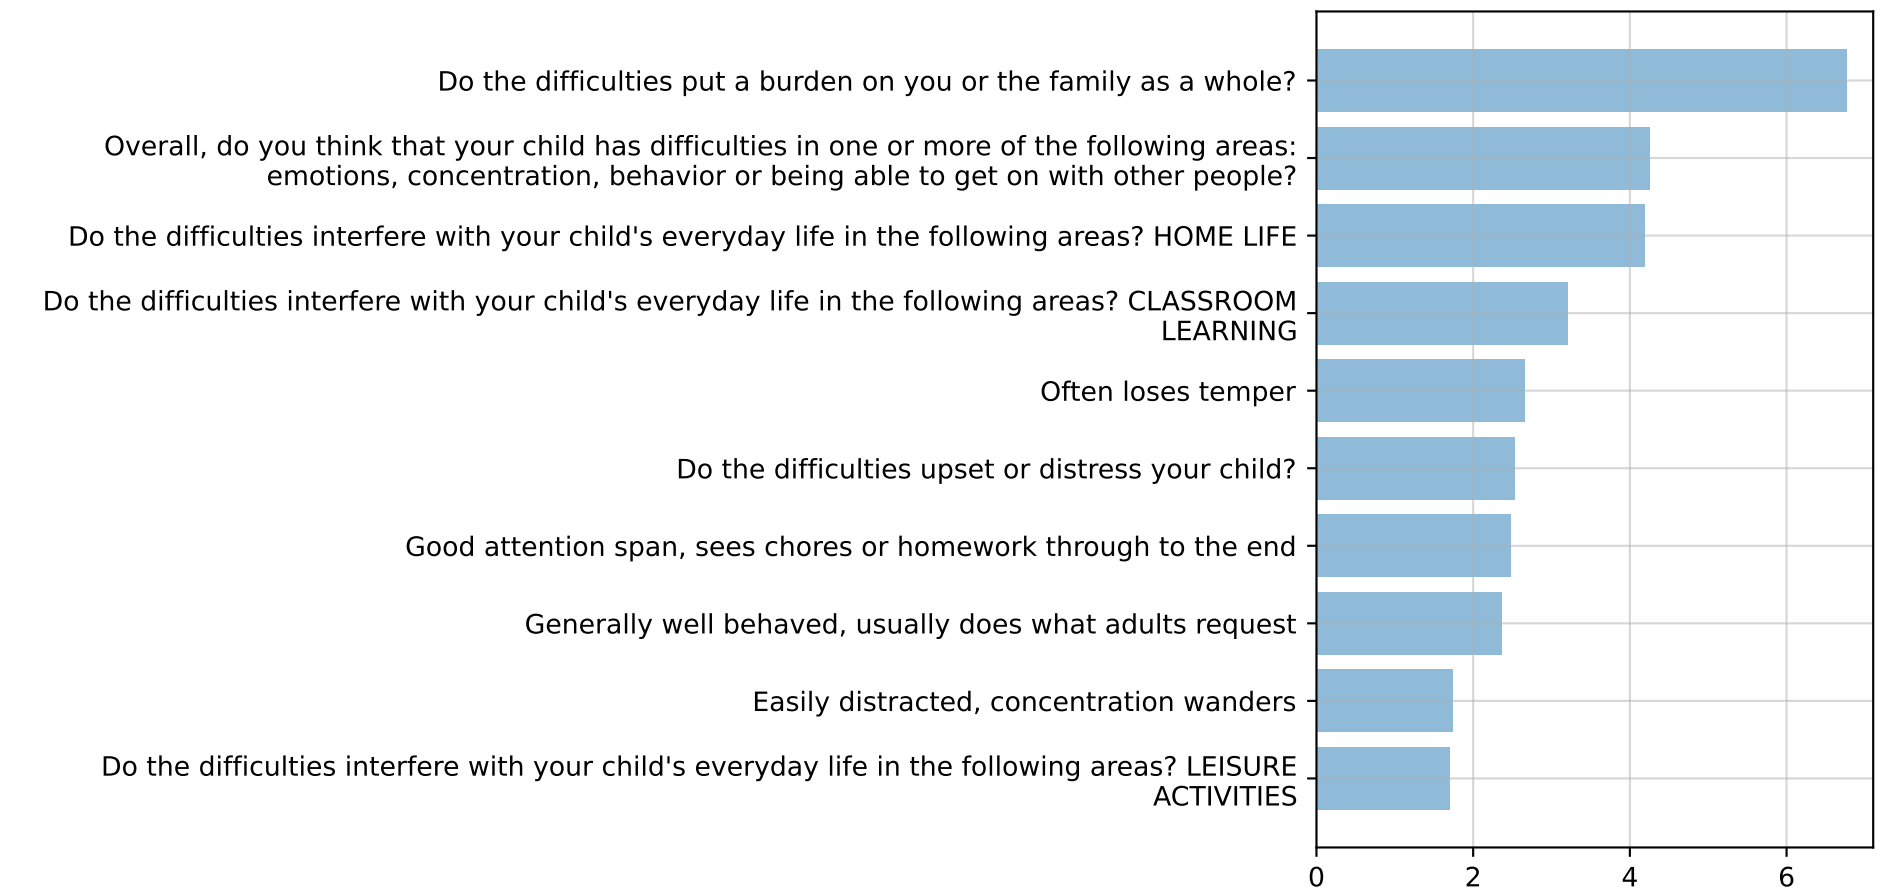 Do the difficulties put a burden on you or the family as a whole?
Overall, do you think that your child has difficulties in one or more of the following areas:
emotions, concentration, behavior or being able to get on with other people?
Do the difficulties interfere with your child's everyday life in the following areas? HOME LIFE
Do the difficulties interfere with your child's everyday life in the following areas? CLASSROOM
LEARNING
Often loses temper
Do the difficulties upset or distress your child?
Good attention span, sees chores or homework through to the end
Generally well behaved, usually does what adults request
Easily distracted, concentration wanders
Do the difficulties interfere with your child's everyday life in the following areas? LEISURE
ACTIVITIES
0 2 4 6